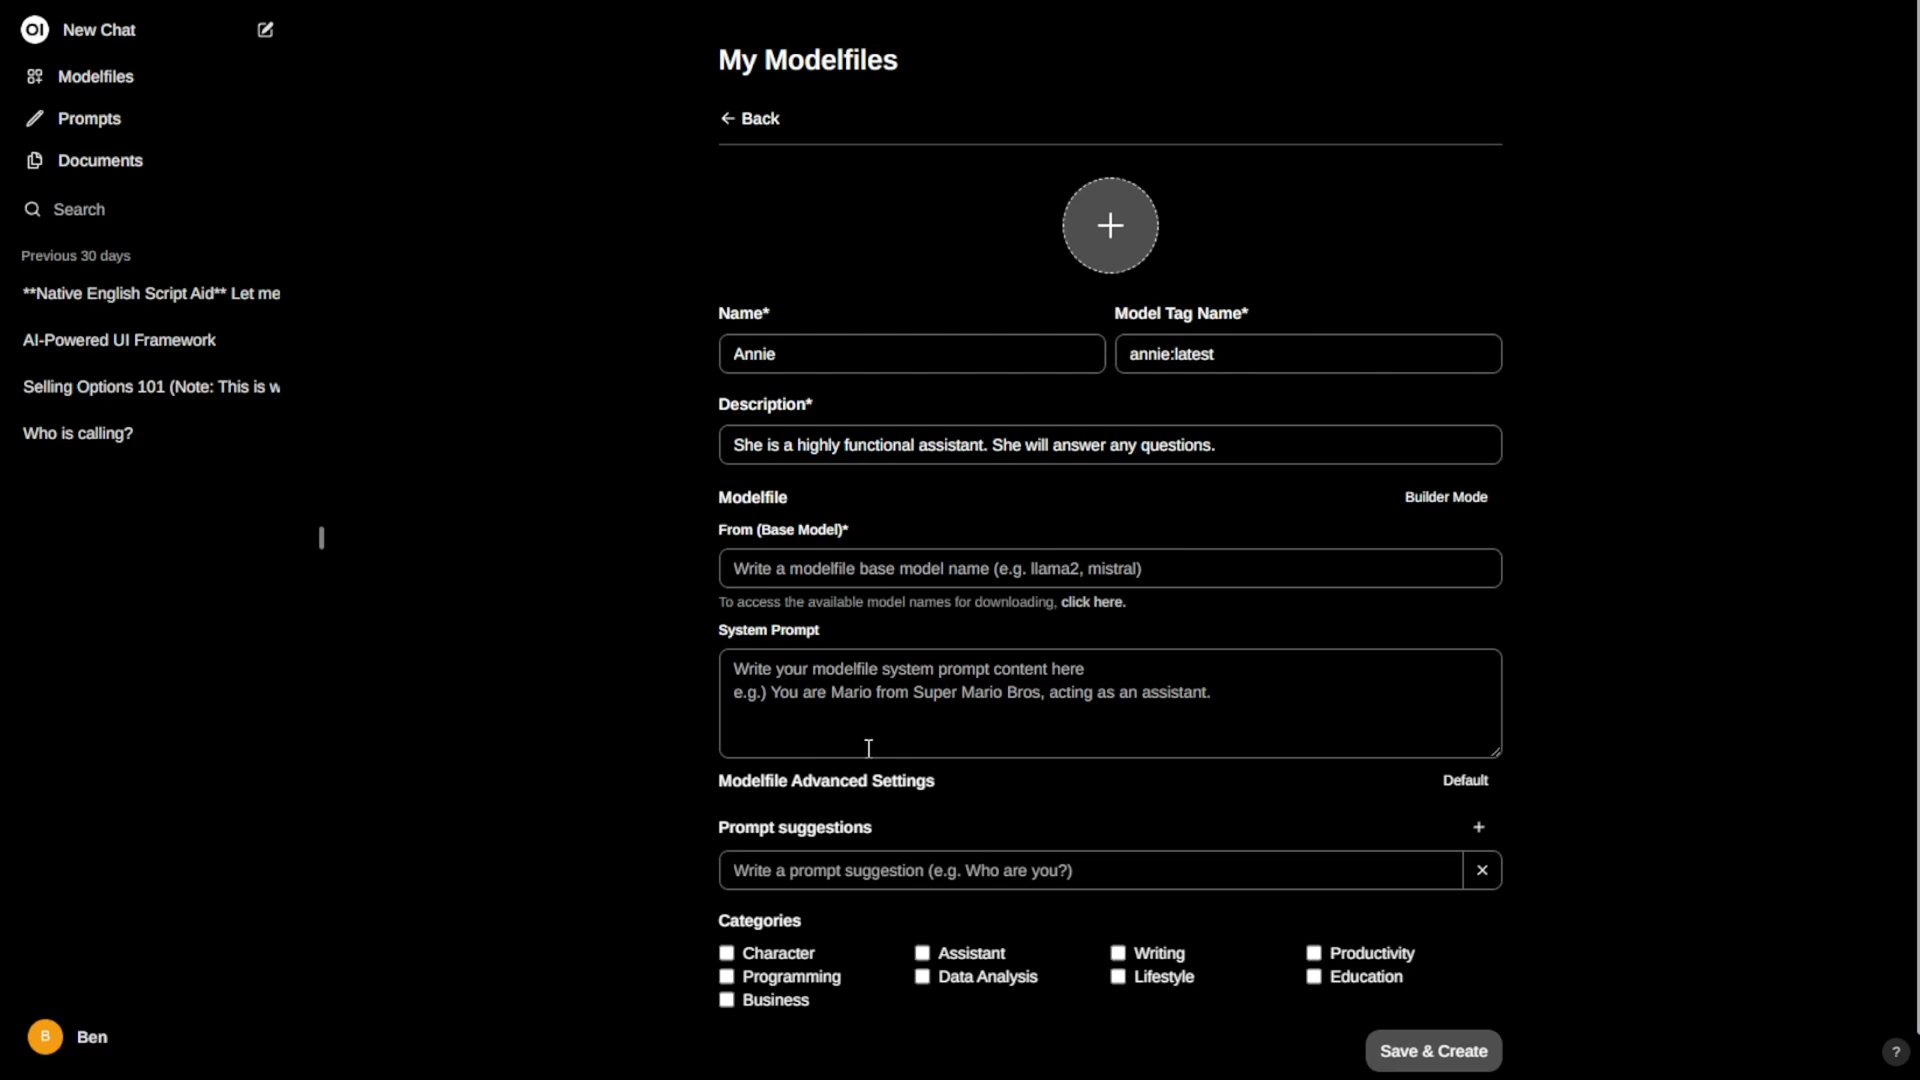 OI New Chat
Modelfiles
Prompts
Documents
Search
Previous 30 days
**Native English Script Aid** Let me
AI-Powered UI Framework
Selling Options 101 (Note: This is w
Who is calling?
B Ben
My Modelfiles
← Back
+
Name* Model Tag Name*
Annie annie:latest
Description*
She is a highly functional assistant. She will answer any questions.
Modelfile Builder Mode
From (Base Model)*
Write a modelfile base model name (e.g. llama2, mistral)
To access the available model names for downloading, click here.
System Prompt
Write your modelfile system prompt content here
e.g.) You are Mario from Super Mario Bros, acting as an assistant.
Modelfile Advanced Settings Default
Prompt suggestions +
Write a prompt suggestion (e.g. Who are you?) ×
Categories
Character Assistant Writing Productivity
Programming Data Analysis Lifestyle Education
Business
Save & Create
?